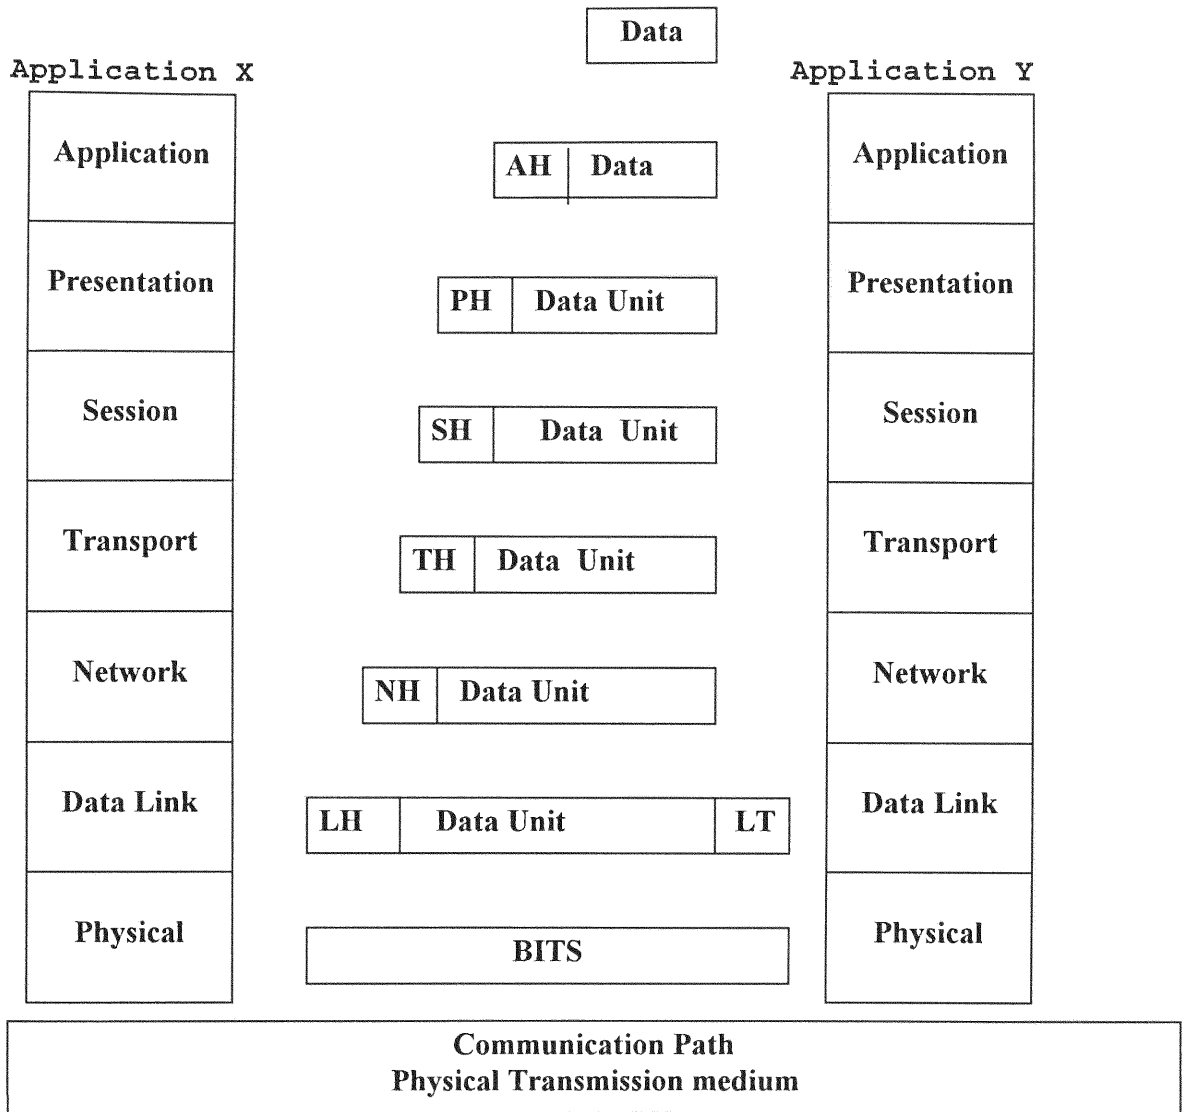 Data
Application X
Application Y
Application
AH Data
Application
Presentation
PH Data Unit
Presentation
Session
SH Data Unit
Session
Transport
TH Data Unit
Transport
Network
NH Data Unit
Network
Data Link
LH Data Unit LT
Data Link
Physical
BITS
Physical
Communication Path
Physical Transmission medium